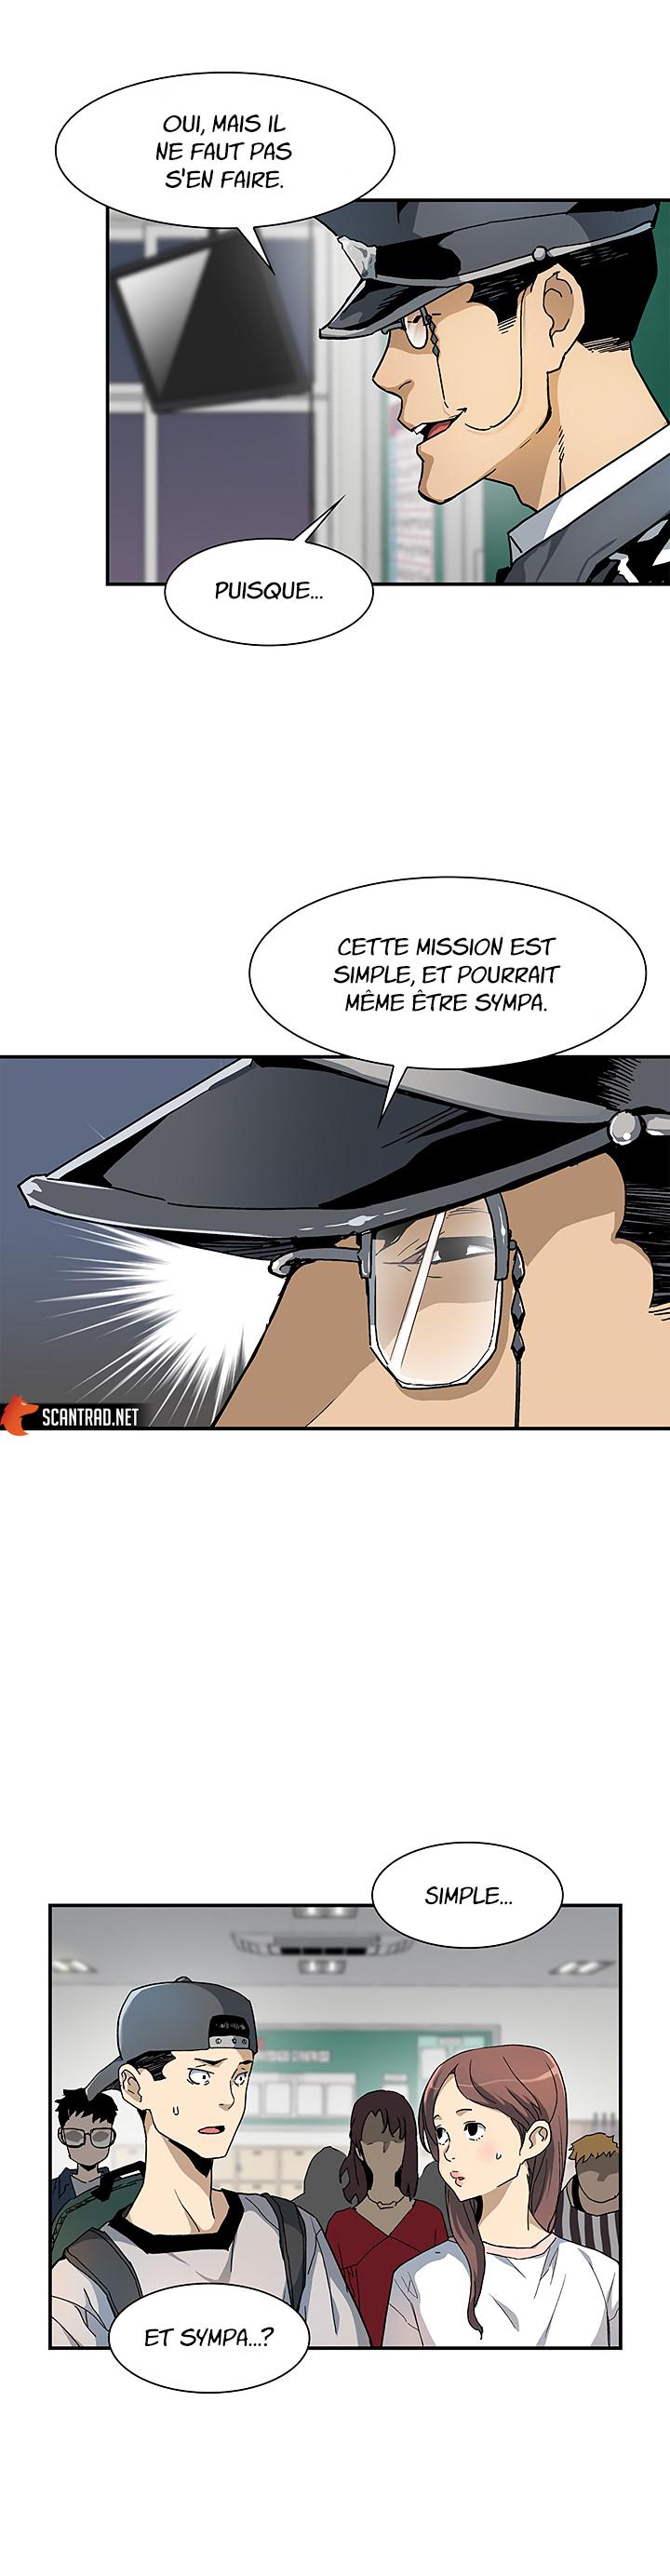 OUI, MAIS IL
NE FAUT PAS
S'EN FAIRE.
PUISQUE...
CETTE MISSION EST
SIMPLE, ET POURRAIT
MÊME ÊTRE SYMPA.
SCANTRAD.NET
SIMPLE...
ET SYMPA...?